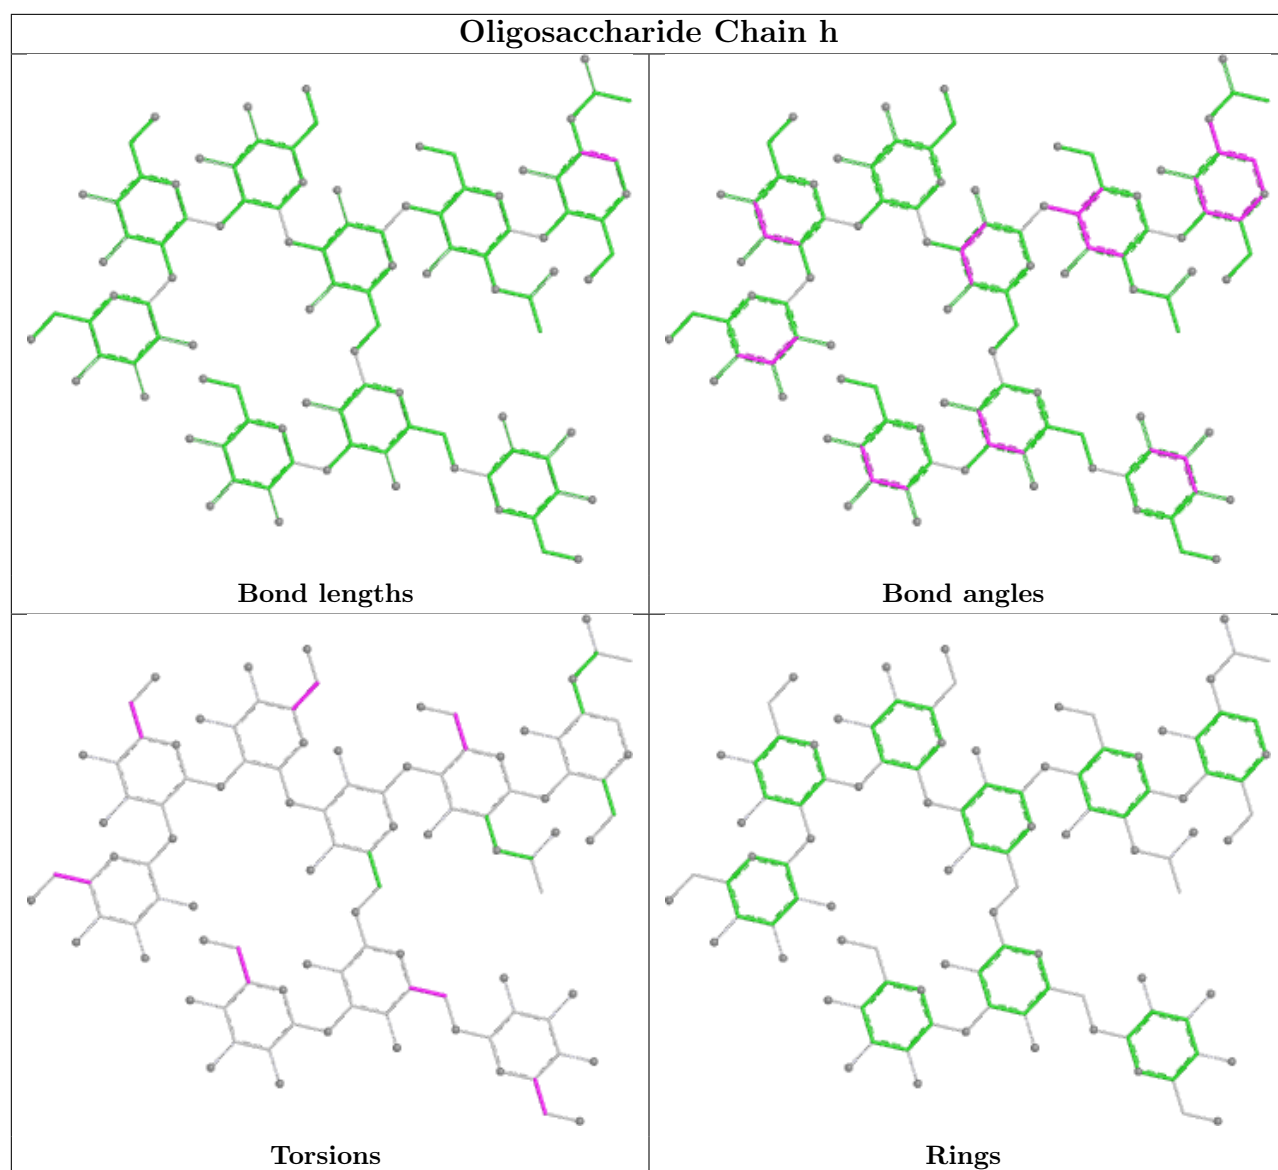 Oligosaccharide Chain h
Bond lengths
Bond angles
Torsions
Rings